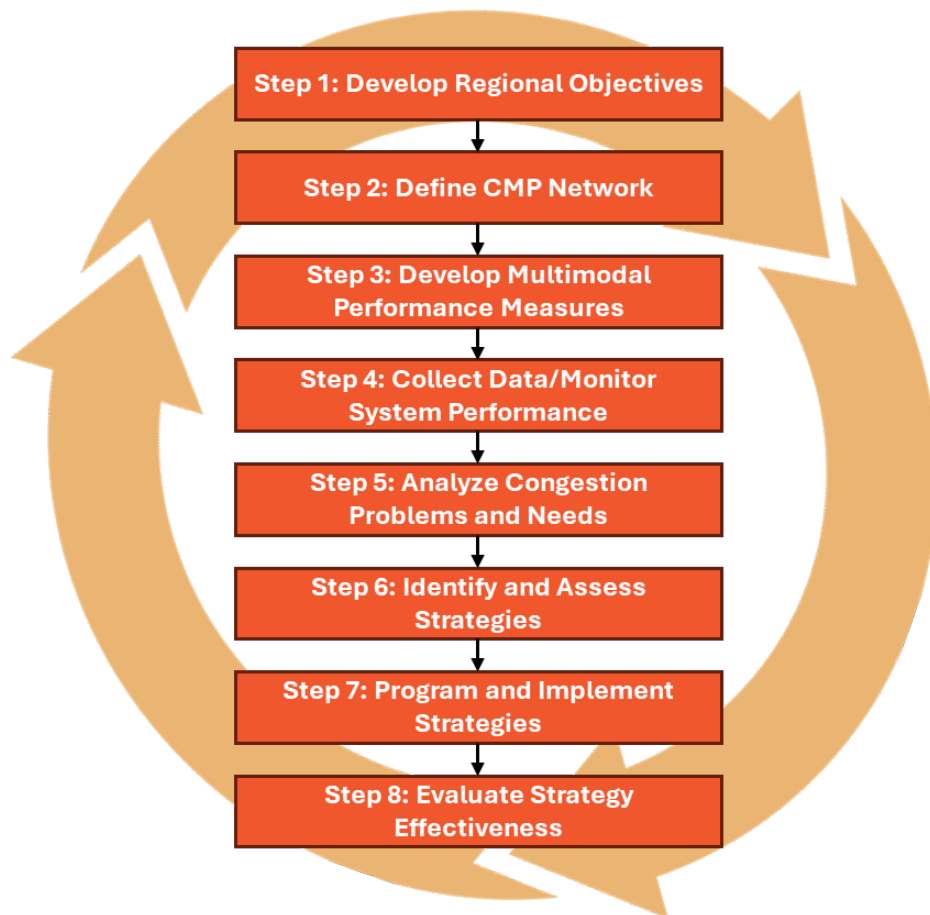 Step 1: Develop Regional Objectives
Step 2: Define CMP Network
Step 3: Develop Multimodal
Performance Measures
Step 4: Collect Data/Monitor
System Performance
Step 5: Analyze Congestion
Problems and Needs
Step 6: Identify and Assess
Strategies
Step 7: Program and Implement
Strategies
Step 8: Evaluate Strategy
Effectiveness